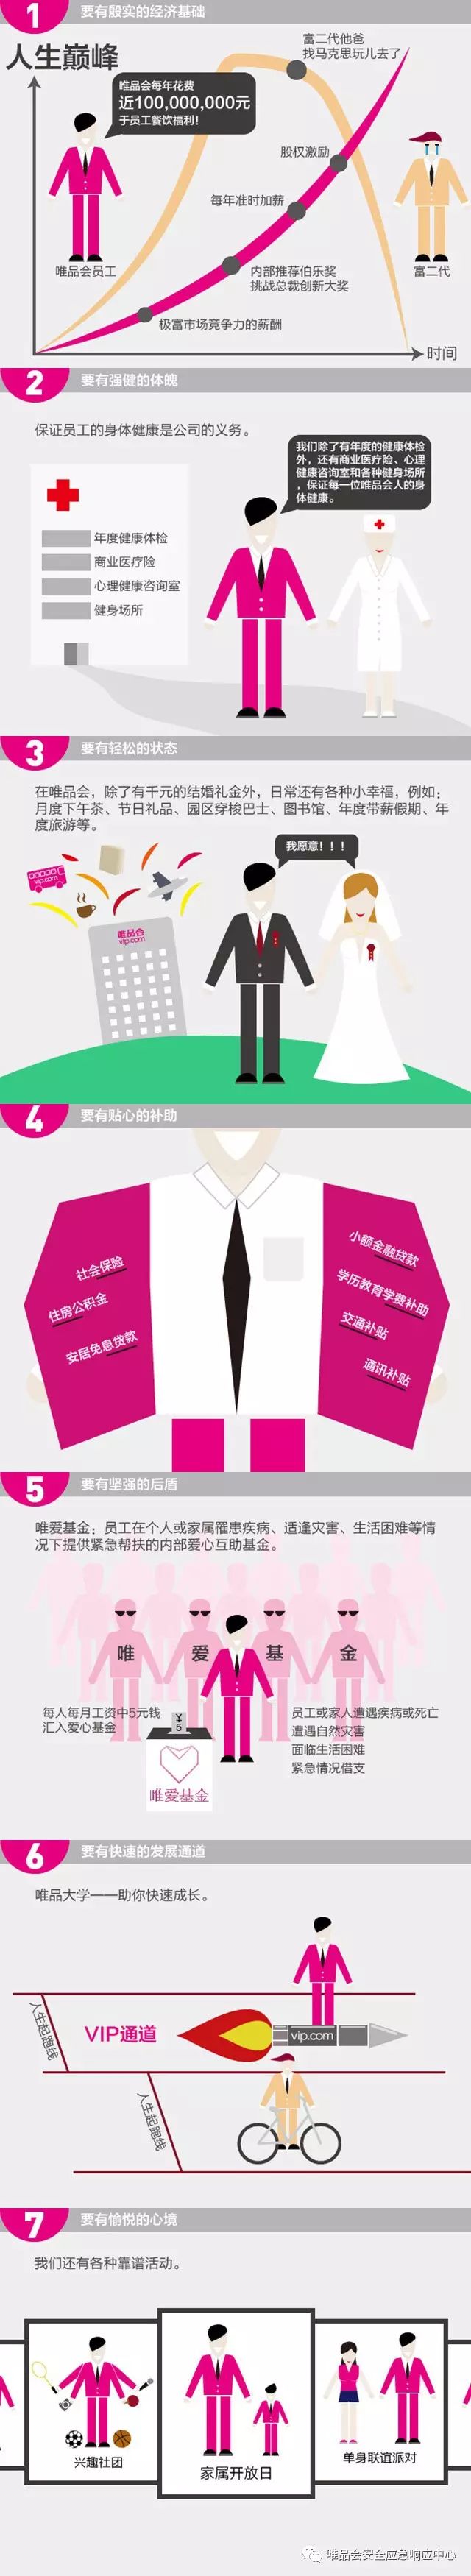 1 要有殷实的经济基础
人生巅峰
富二代他爸
找马克思玩儿去了
唯品会每年花费
近100,000,000元
于员工餐饮福利！
股权激励
每年准时加薪
唯品会员工
内部推荐伯乐奖
挑战总裁创新大奖
富二代
极富市场竞争力的薪酬
时间
2 要有强健的体魄
保证员工的身体健康是公司的义务。
我们除了有年度的健康体检
外，还有商业医疗险、心理
健康咨询室和各种健身场所
，保证每一位唯品会人的身
体健康。
年度健康体检
商业医疗险
心理健康咨询室
健身场所
3 要有轻松的状态
在唯品会，除了有千元的结婚礼金外，日常还有各种小幸福，例如：
月度下午茶、节日礼品、园区穿梭巴士、图书馆、年度带薪假期、年
度旅游等。
我愿意！！！
vip.com
唯品会
vip.com
4 要有贴心的补助
社会保险
住房公积金
安居免息贷款
小额金融贷款
学历教育学费补助
交通补贴
通讯补贴
5 要有坚强的后盾
唯爱基金：员工在个人或家属罹患疾病、适逢灾害、生活困难等情
况下提供紧急帮扶的内部爱心互助基金。
唯 爱 基 金
每人每月工资中5元钱
汇入爱心基金
¥
5
唯爱基金
员工或家人遭遇疾病或死亡
遭遇自然灾害
面临生活困难
紧急情况借支
6 要有快速的发展通道
唯品大学——助你快速成长。
人生起跑线
VIP通道
vip.com
人生起跑线
7 要有愉悦的心境
我们还有各种靠谱活动。
兴趣社团
家属开放日
单身联谊派对
唯品会安全应急响应中心